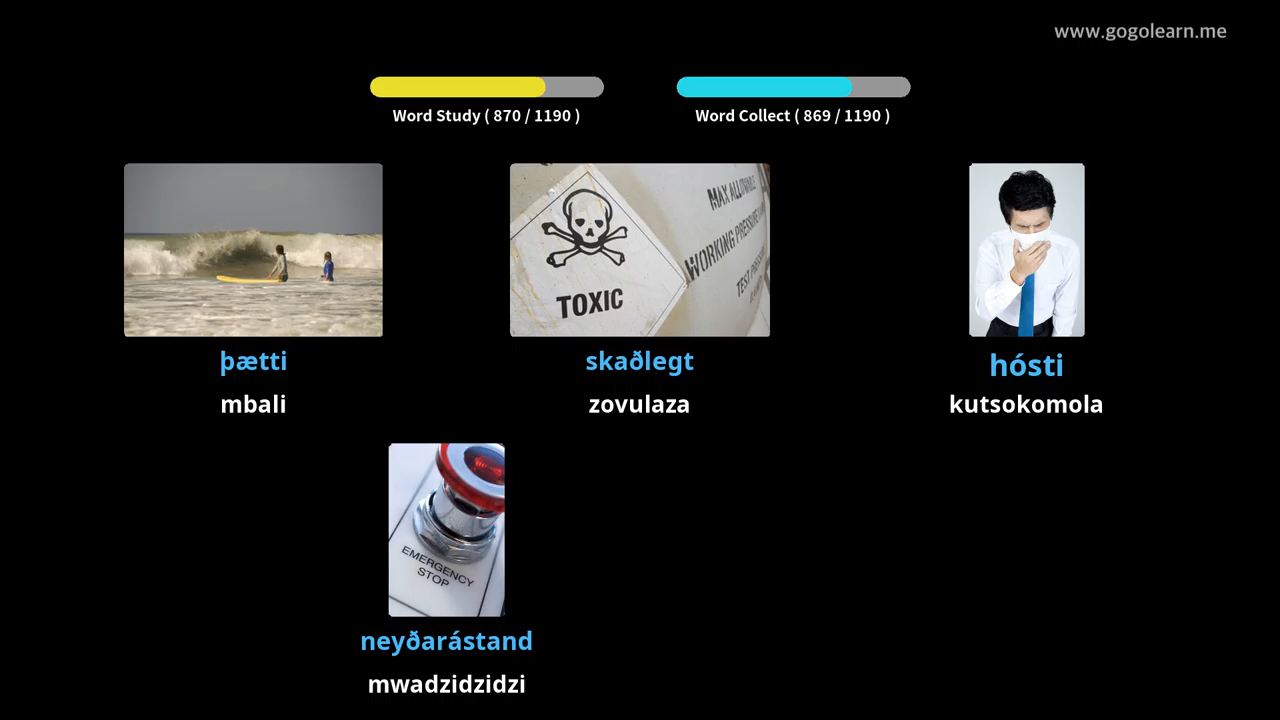 www.gogolearn.me
Word Study ( 870 / 1190 )
Word Collect ( 869 / 1190 )
TOXIC
MAX ALLOWABLE
WORKING PRESSURE
þætti
mbali
skaðlegt
zovulaza
hósti
kutsokomola
EMERGENCY
STOP
neyðarástand
mwadzidzidzi